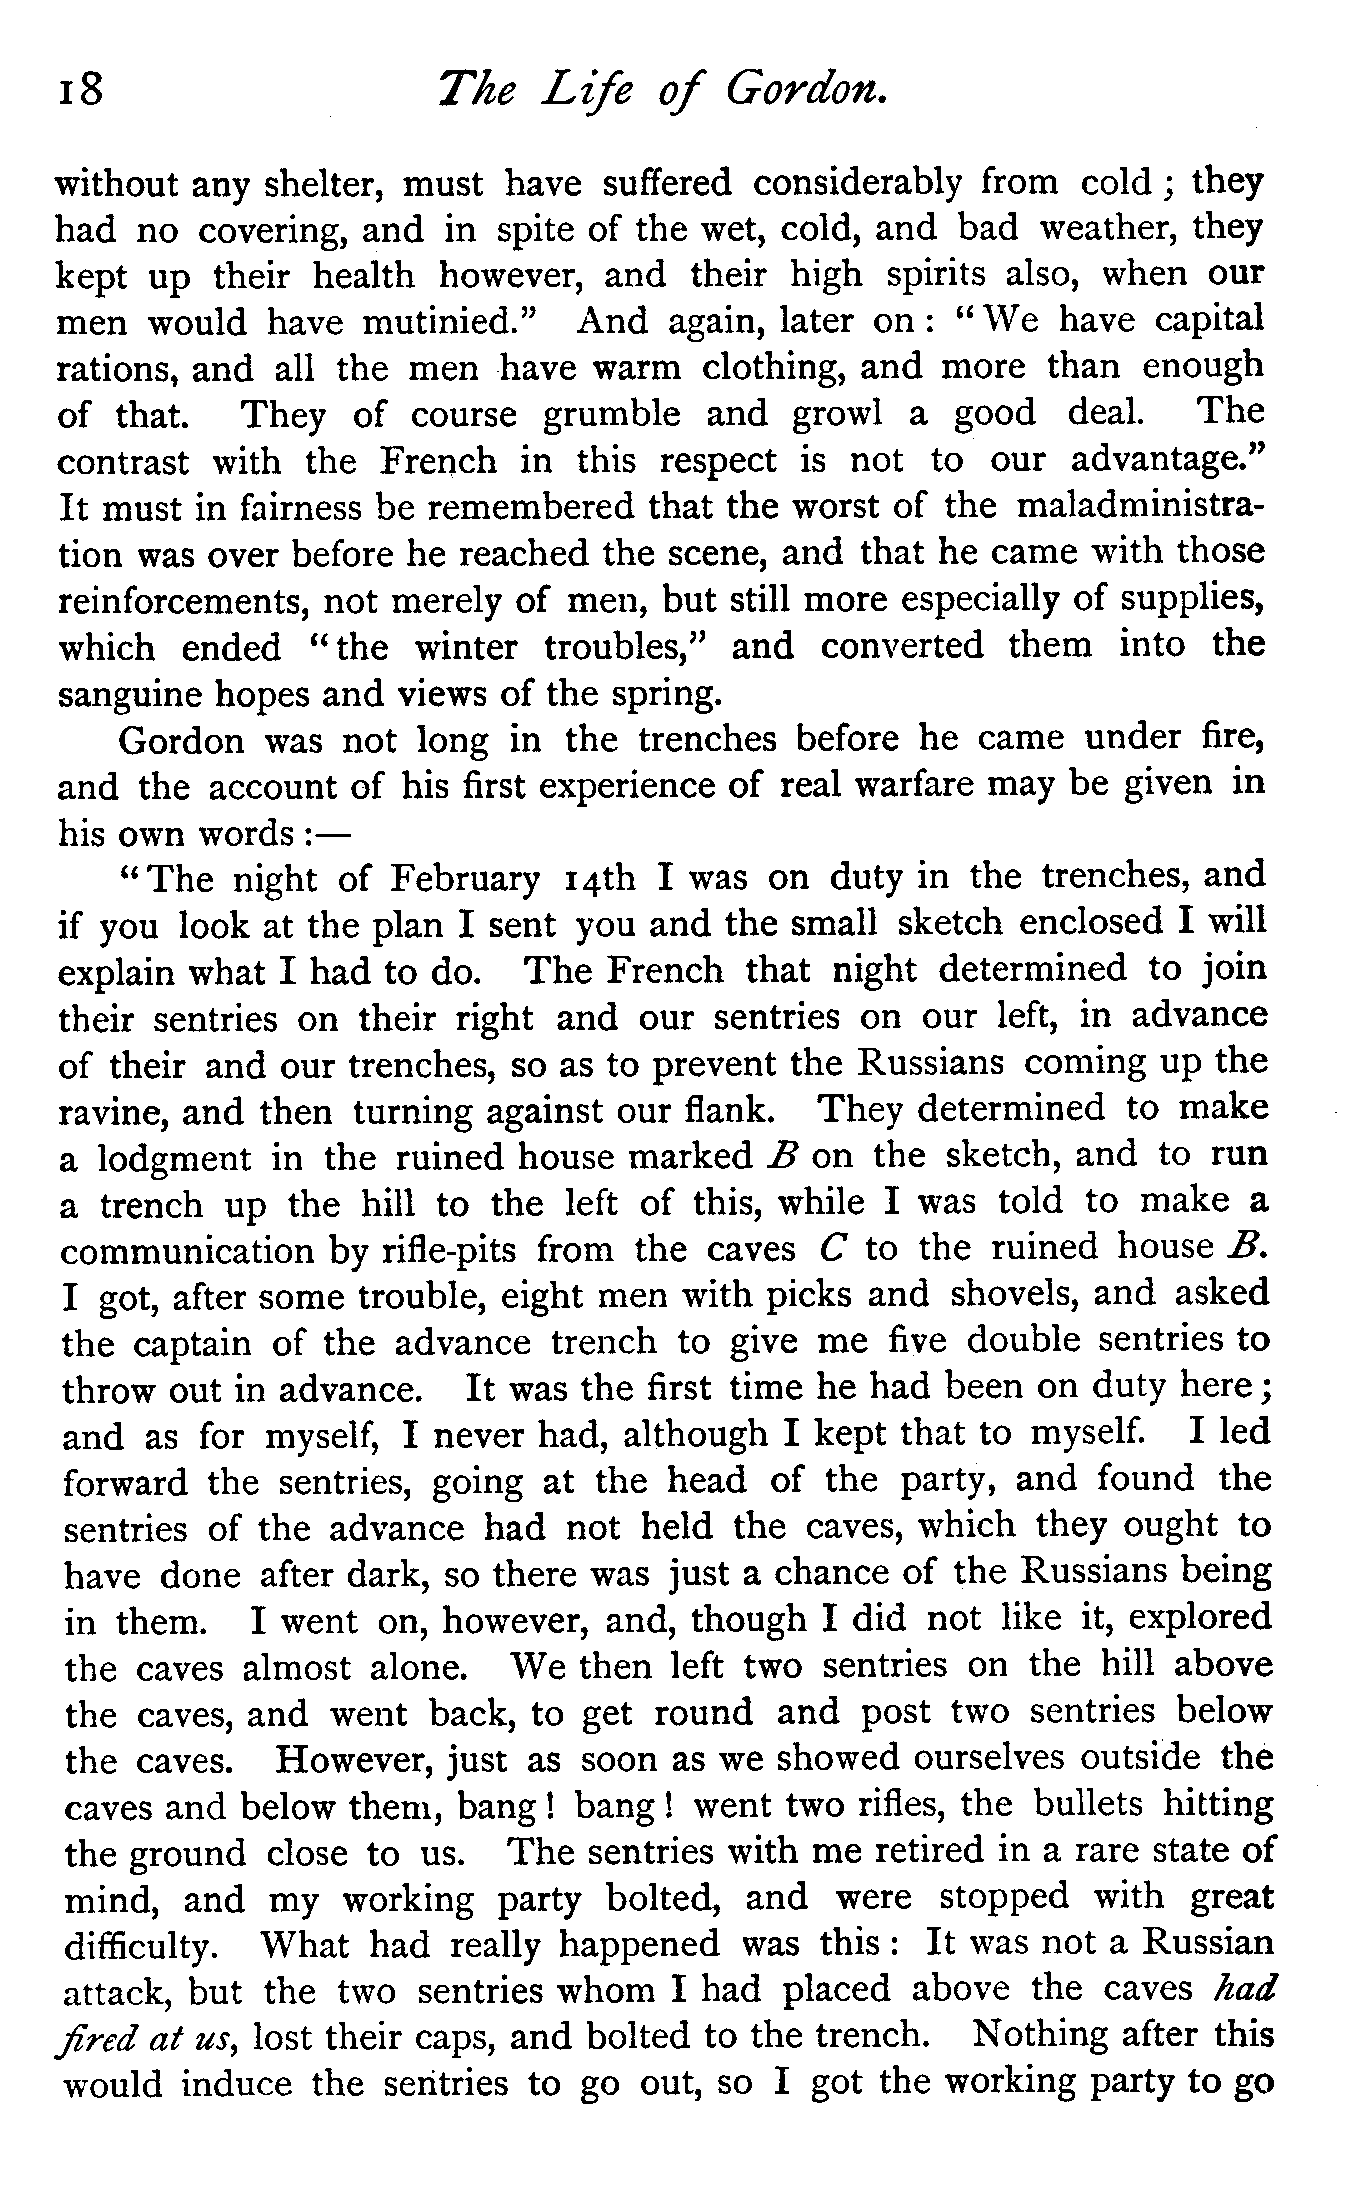 18 The Life of Gordon.
without any shelter, must have suffered considerably from cold; they
had no covering, and in spite of the wet, cold, and bad weather, they
kept up their health however, and their high spirits also, when our
men would have mutinied.” And again, later on: “We have capital
rations, and all the men have warm clothing, and more than enough
of that. They of course grumble and growl a good deal. The
contrast with the French in this respect is not to our advantage.”
It must in fairness be remembered that the worst of the maladministra-
tion was over before he reached the scene, and that he came with those
reinforcements, not merely of men, but still more especially of supplies,
which ended “the winter troubles,” and converted them into the
sanguine hopes and views of the spring.
Gordon was not long in the trenches before he came under fire,
and the account of his first experience of real warfare may be given in
his own words:—
“The night of February 14th I was on duty in the trenches, and
if you look at the plan I sent you and the small sketch enclosed I will
explain what I had to do. The French that night determined to join
their sentries on their right and our sentries on our left, in advance
of their and our trenches, so as to prevent the Russians coming up the
ravine, and then turning against our flank. They determined to make
a lodgment in the ruined house marked B on the sketch, and to run
a trench up the hill to the left of this, while I was told to make a
communication by rifle-pits from the caves C to the ruined house B.
I got, after some trouble, eight men with picks and shovels, and asked
the captain of the advance trench to give me five double sentries to
throw out in advance. It was the first time he had been on duty here;
and as for myself, I never had, although I kept that to myself. I led
forward the sentries, going at the head of the party, and found the
sentries of the advance had not held the caves, which they ought to
have done after dark, so there was just a chance of the Russians being
in them. I went on, however, and, though I did not like it, explored
the caves almost alone. We then left two sentries on the hill above
the caves, and went back, to get round and post two sentries below
the caves. However, just as soon as we showed ourselves outside the
caves and below them, bang! bang! went two rifles, the bullets hitting
the ground close to us. The sentries with me retired in a rare state of
mind, and my working party bolted, and were stopped with great
difficulty. What had really happened was this: It was not a Russian
attack, but the two sentries whom I had placed above the caves had
fired at us, lost their caps, and bolted to the trench. Nothing after this
would induce the sentries to go out, so I got the working party to go